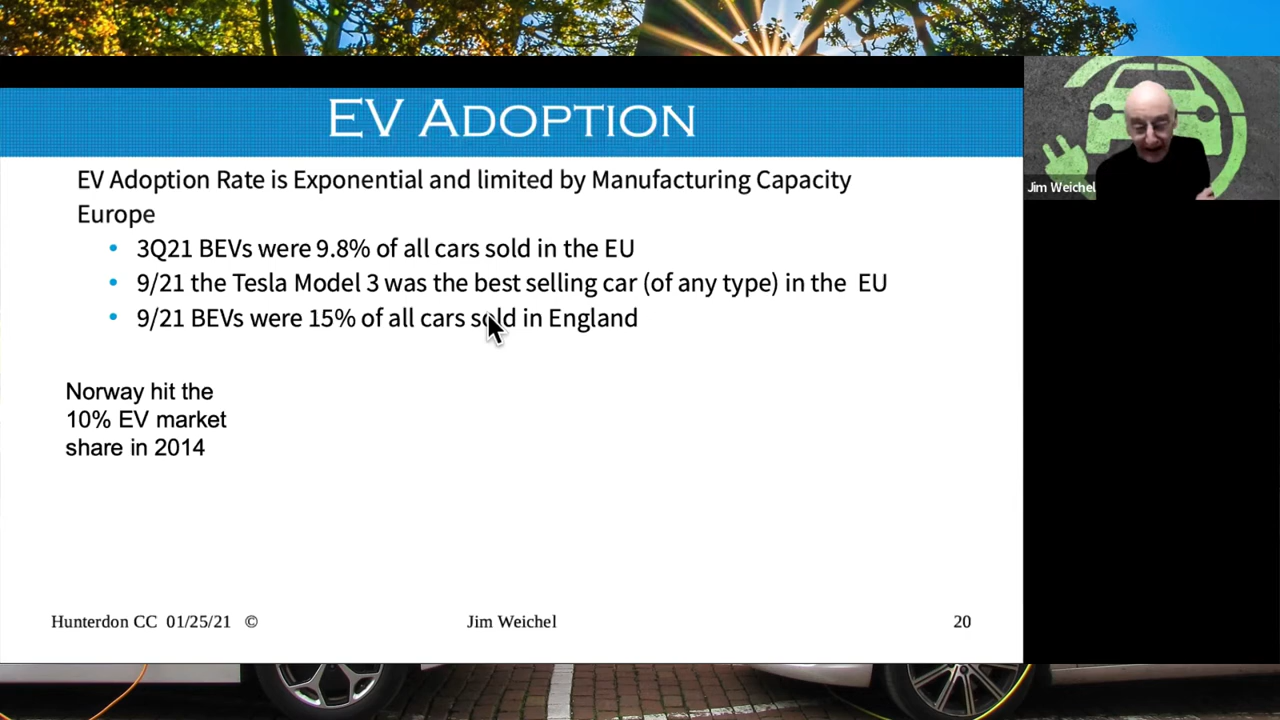 EV ADOPTION
EV Adoption Rate is Exponential and limited by Manufacturing Capacity
Europe
• 3Q21 BEVs were 9.8% of all cars sold in the EU
• 9/21 the Tesla Model 3 was the best selling car (of any type) in the EU
• 9/21 BEVs were 15% of all cars sold in England
Norway hit the
10% EV market
share in 2014
Hunterdon CC 01/25/21 © Jim Weichel 20
Jim Weichel